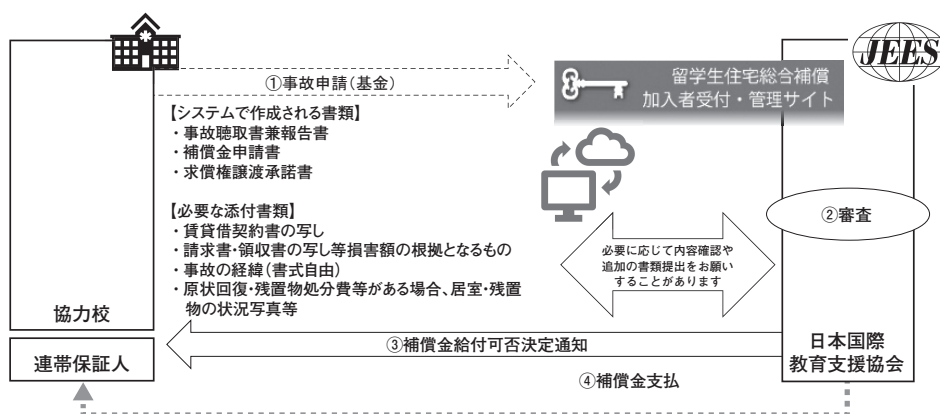 JEES
①事故申請(基金)
留学生住宅総合補償
加入者受付・管理サイト
【システムで作成される書類】
・事故聴取書兼報告書
・補償金申請書
・求償権譲渡承諾書
【必要な添付書類】
・賃貸借契約書の写し
・請求書・領収書の写し等損害額の根拠となるもの
・事故の経緯(書式自由)
・原状回復・残置物処分費等がある場合、居室・残置
物の状況写真等
②審査
必要に応じて内容確認や
追加の書類提出をお願い
することがあります
協力校
③補償金給付可否決定通知
日本国際
教育支援協会
連帯保証人
④補償金支払